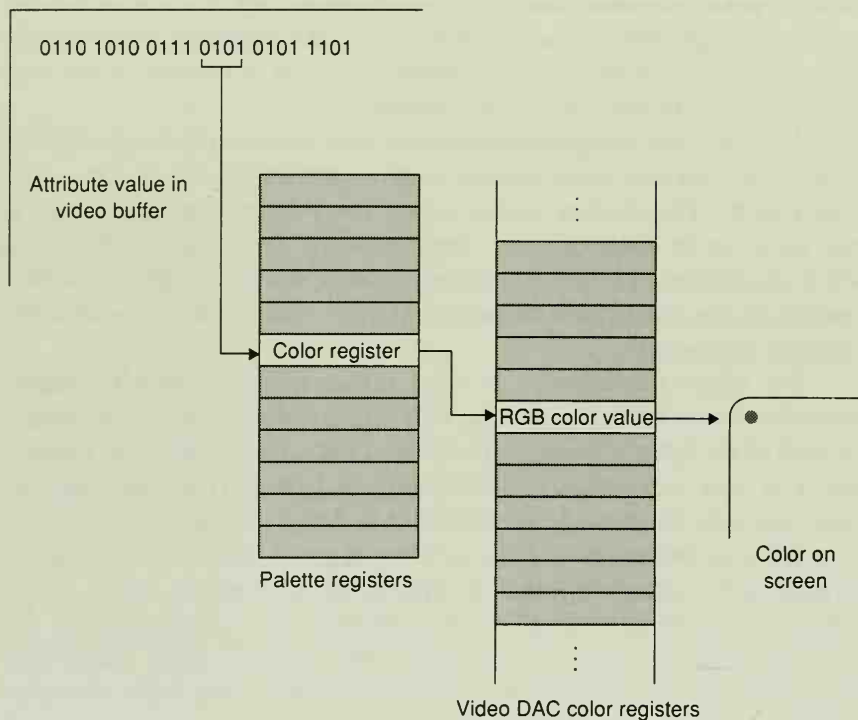 0110 1010 0111 0101 0101 1101
Attribute value in
video buffer
Color register
RGB color value
Color on
screen
Palette registers
Video DAC color registers